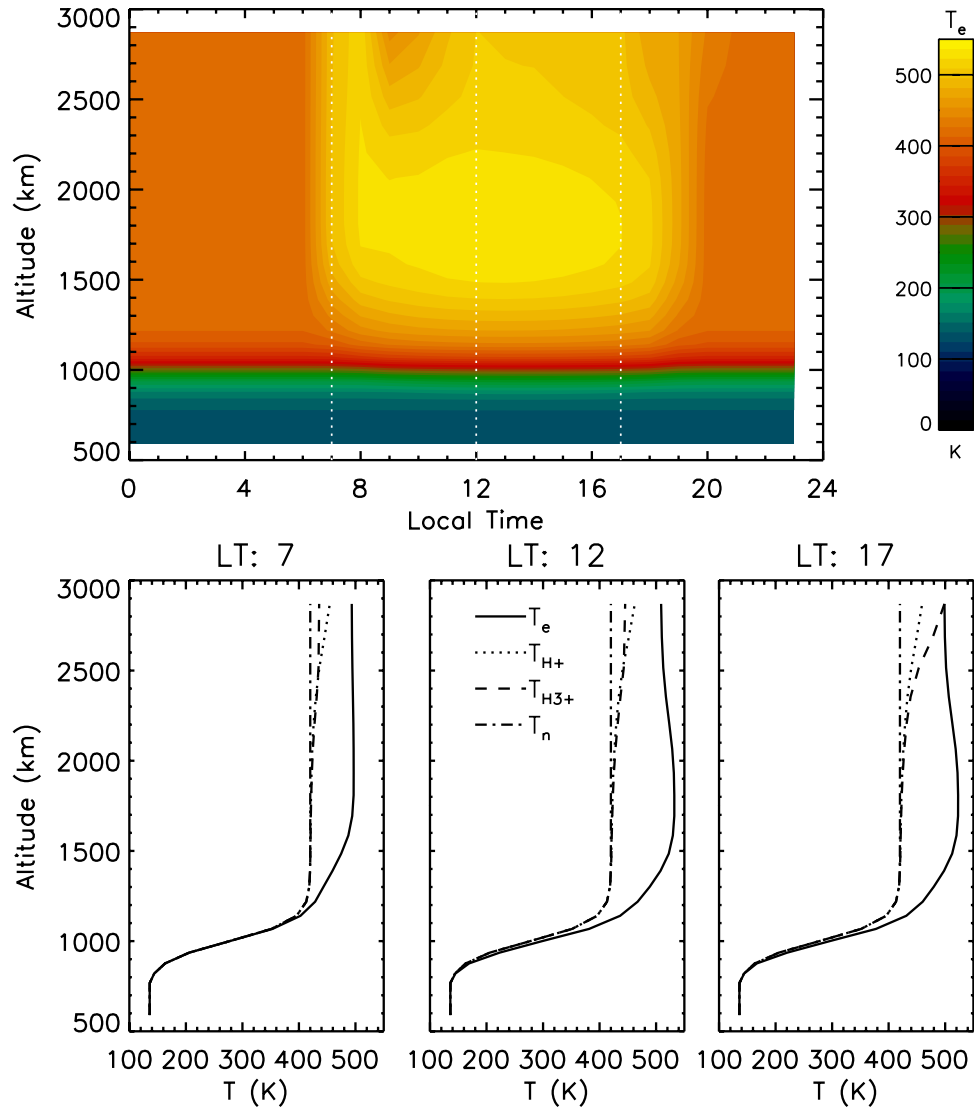 3000
2500
2000
1500
1000
500
Altitude (km)
0 4 8 12 16 20 24
Local Time
T_e
500
400
300
200
100
0
K
LT: 7
LT: 12
LT: 17
3000
2500
2000
1500
1000
500
Altitude (km)
T_e
T_H+
T_H3+
T_n
100 200 300 400 500
100 200 300 400 500
100 200 300 400 500
T (K)
T (K)
T (K)